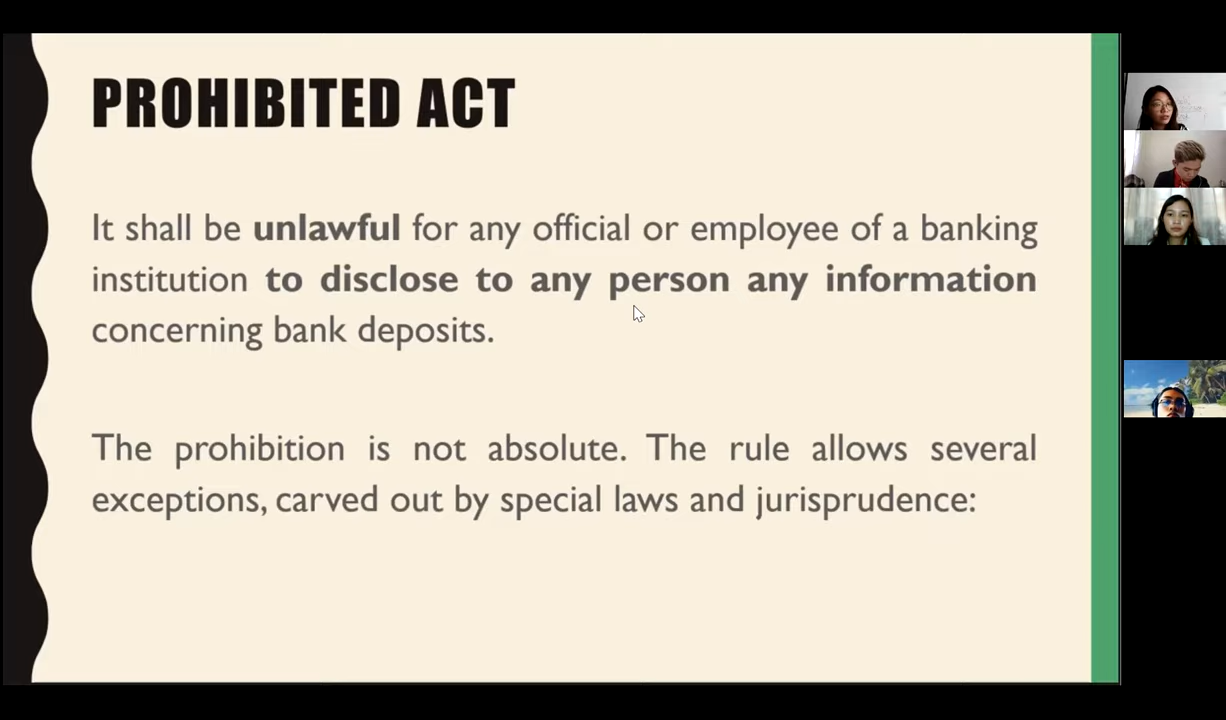 PROHIBITED ACT
It shall be unlawful for any official or employee of a banking
institution to disclose to any person any information
concerning bank deposits.
The prohibition is not absolute. The rule allows several
exceptions, carved out by special laws and jurisprudence: